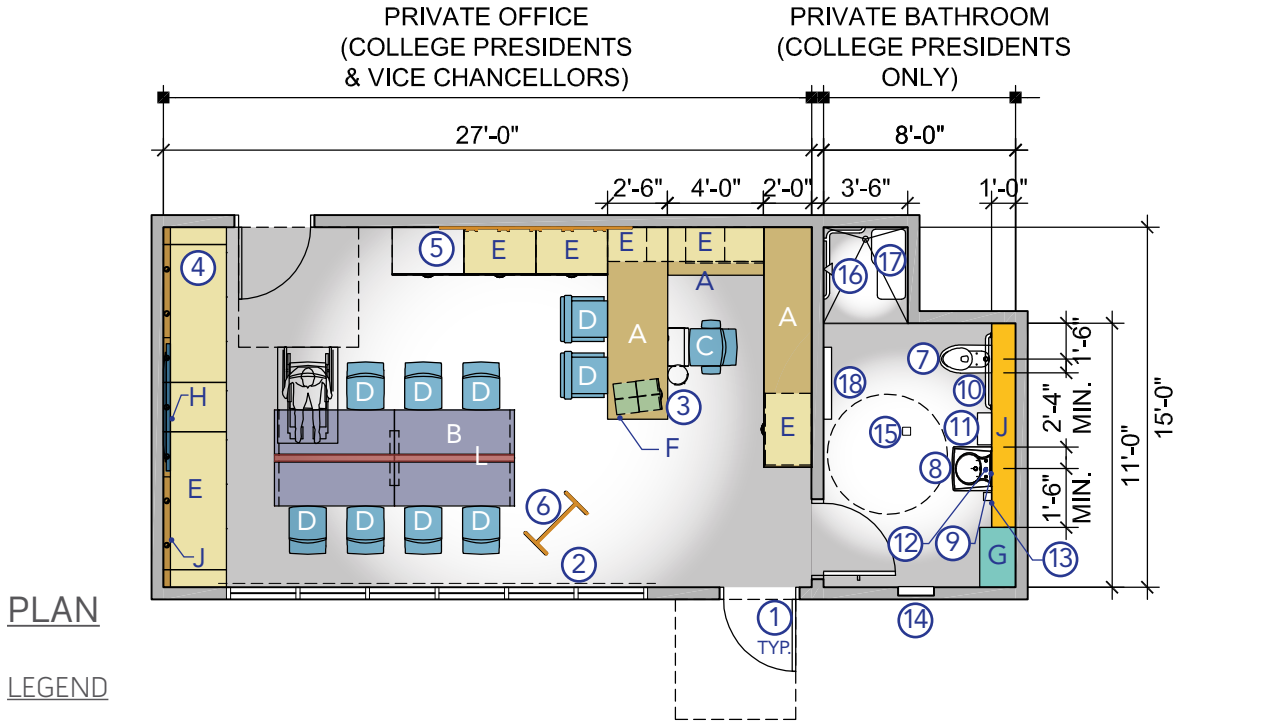 PRIVATE OFFICE
(COLLEGE PRESIDENTS
& VICE CHANCELLORS)
PRIVATE BATHROOM
(COLLEGE PRESIDENTS
ONLY)
27'-0"
8'-0"
2'-6"
4'-0"
2'-0"
3'-6"
1'-0"
4
5
E
E
E
E
A
A
A
16
17
D
D
C
3
F
H
E
J
D
D
D
B
L
D
D
D
D
6
2
E
18
15
7
10
11
8
J
12
9
13
G
14
1
TYP.
1'-6"
2'-4"
MIN.
1'-6"
MIN.
11'-0"
15'-0"
PLAN
LEGEND